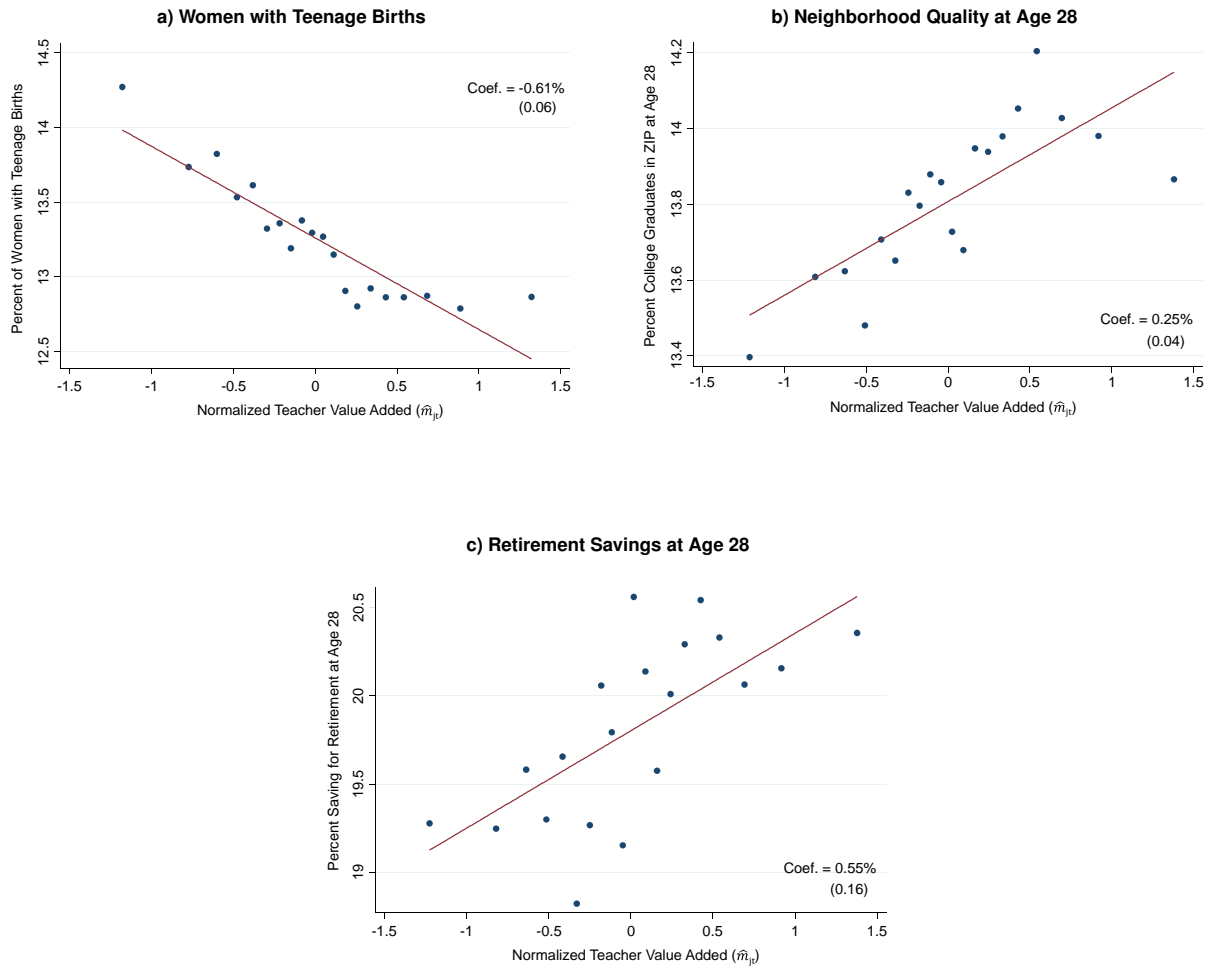 a) Women with Teenage Births
Percent of Women with Teenage Births
14.5
14
13.5
13
12.5
Coef. = -0.61%
(0.06)
-1.5 -1 -0.5 0 0.5 1 1.5
Normalized Teacher Value Added (m̂jt)
b) Neighborhood Quality at Age 28
Percent College Graduates in ZIP at Age 28
14.2
14
13.8
13.6
13.4
Coef. = 0.25%
(0.04)
-1.5 -1 -0.5 0 0.5 1 1.5
Normalized Teacher Value Added (m̂jt)
c) Retirement Savings at Age 28
Percent Saving for Retirement at Age 28
20.5
20
19.5
19
Coef. = 0.55%
(0.16)
-1.5 -1 -0.5 0 0.5 1 1.5
Normalized Teacher Value Added (m̂jt)